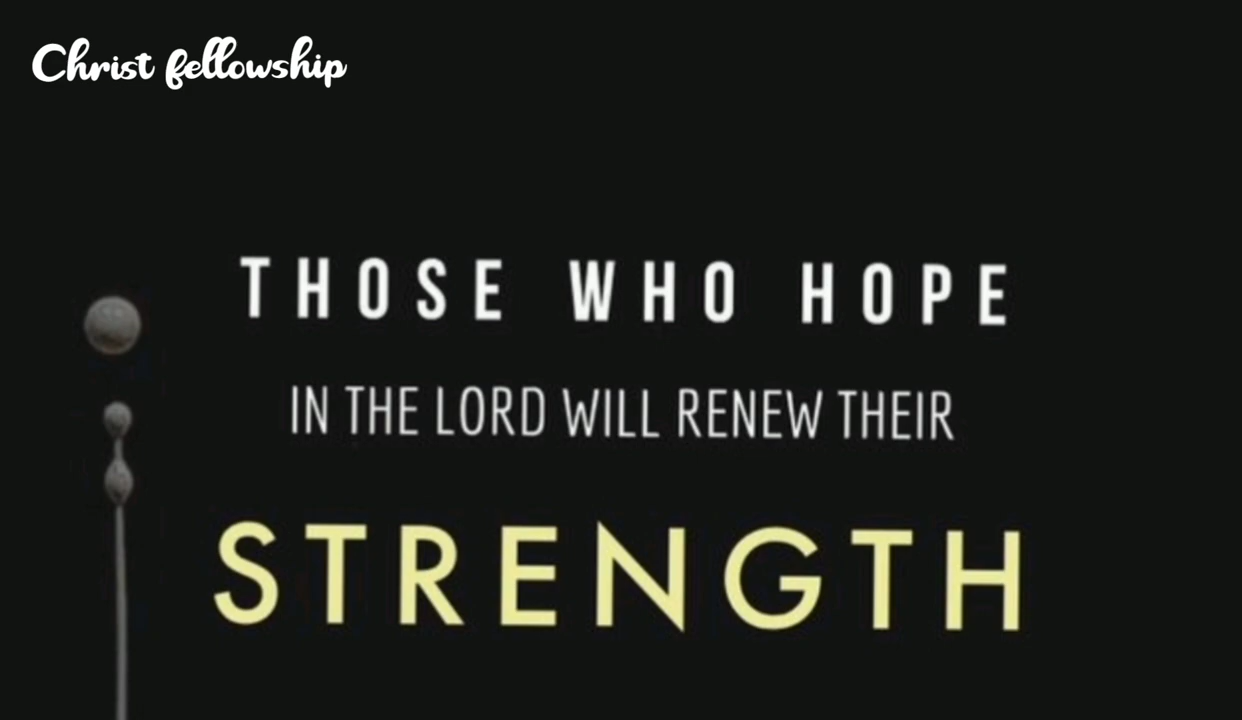 Christ fellowship
THOSE WHO HOPE
IN THE LORD WILL RENEW THEIR
STRENGTH